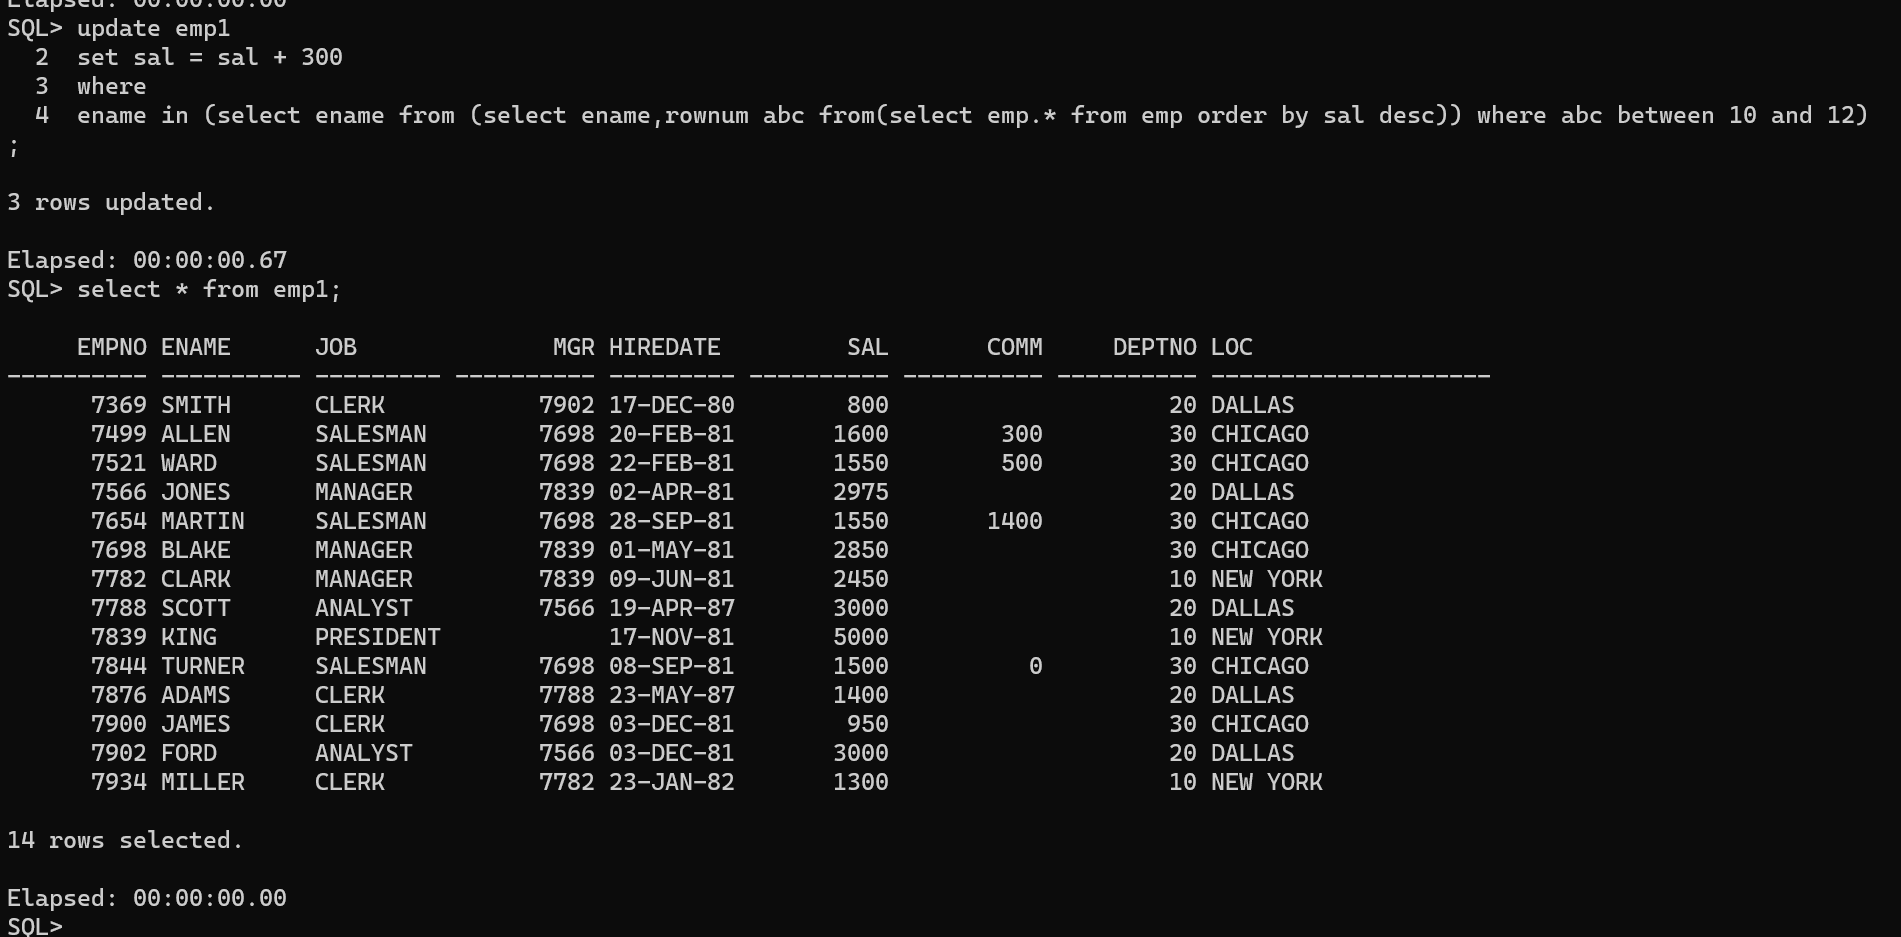 Elapsed: 00:00:00.00
SQL> update emp1
  2  set sal = sal + 300
  3  where
  4  ename in (select ename from (select ename,rownum abc from(select emp.* from emp order by sal desc)) where abc between 10 and 12)
;
3 rows updated.
Elapsed: 00:00:00.67
SQL> select * from emp1;
     EMPNO ENAME      JOB              MGR HIREDATE         SAL       COMM     DEPTNO LOC
---------- ---------- --------- ---------- --------- ---------- ---------- ---------- --------------------
      7369 SMITH      CLERK           7902 17-DEC-80        800                    20 DALLAS
      7499 ALLEN      SALESMAN        7698 20-FEB-81       1600        300         30 CHICAGO
      7521 WARD       SALESMAN        7698 22-FEB-81       1550        500         30 CHICAGO
      7566 JONES      MANAGER         7839 02-APR-81       2975                    20 DALLAS
      7654 MARTIN     SALESMAN        7698 28-SEP-81       1550       1400         30 CHICAGO
      7698 BLAKE      MANAGER         7839 01-MAY-81       2850                    30 CHICAGO
      7782 CLARK      MANAGER         7839 09-JUN-81       2450                    10 NEW YORK
      7788 SCOTT      ANALYST         7566 19-APR-87       3000                    20 DALLAS
      7839 KING       PRESIDENT            17-NOV-81       5000                    10 NEW YORK
      7844 TURNER     SALESMAN        7698 08-SEP-81       1500          0         30 CHICAGO
      7876 ADAMS      CLERK           7788 23-MAY-87       1400                    20 DALLAS
      7900 JAMES      CLERK           7698 03-DEC-81        950                    30 CHICAGO
      7902 FORD       ANALYST         7566 03-DEC-81       3000                    20 DALLAS
      7934 MILLER     CLERK           7782 23-JAN-82       1300                    10 NEW YORK
14 rows selected.
Elapsed: 00:00:00.00
SQL>